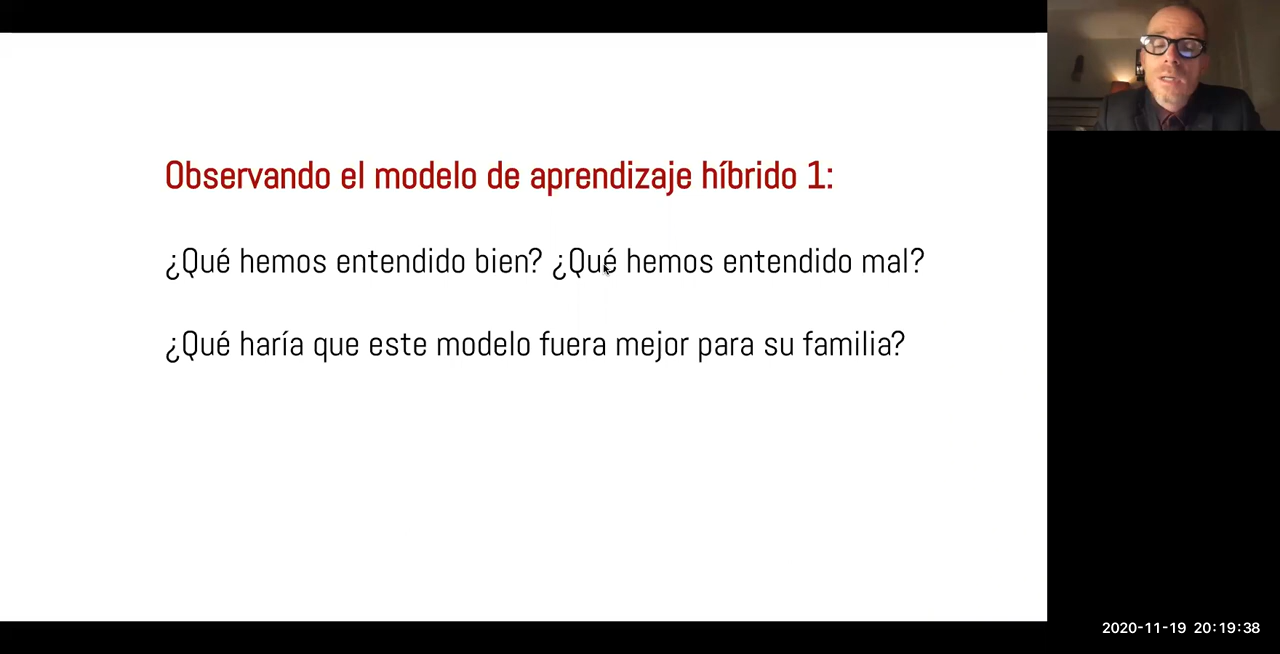 Observando el modelo de aprendizaje híbrido 1:
¿Qué hemos entendido bien? ¿Qué hemos entendido mal?
¿Qué haría que este modelo fuera mejor para su familia?
2020-11-19 20:19:38